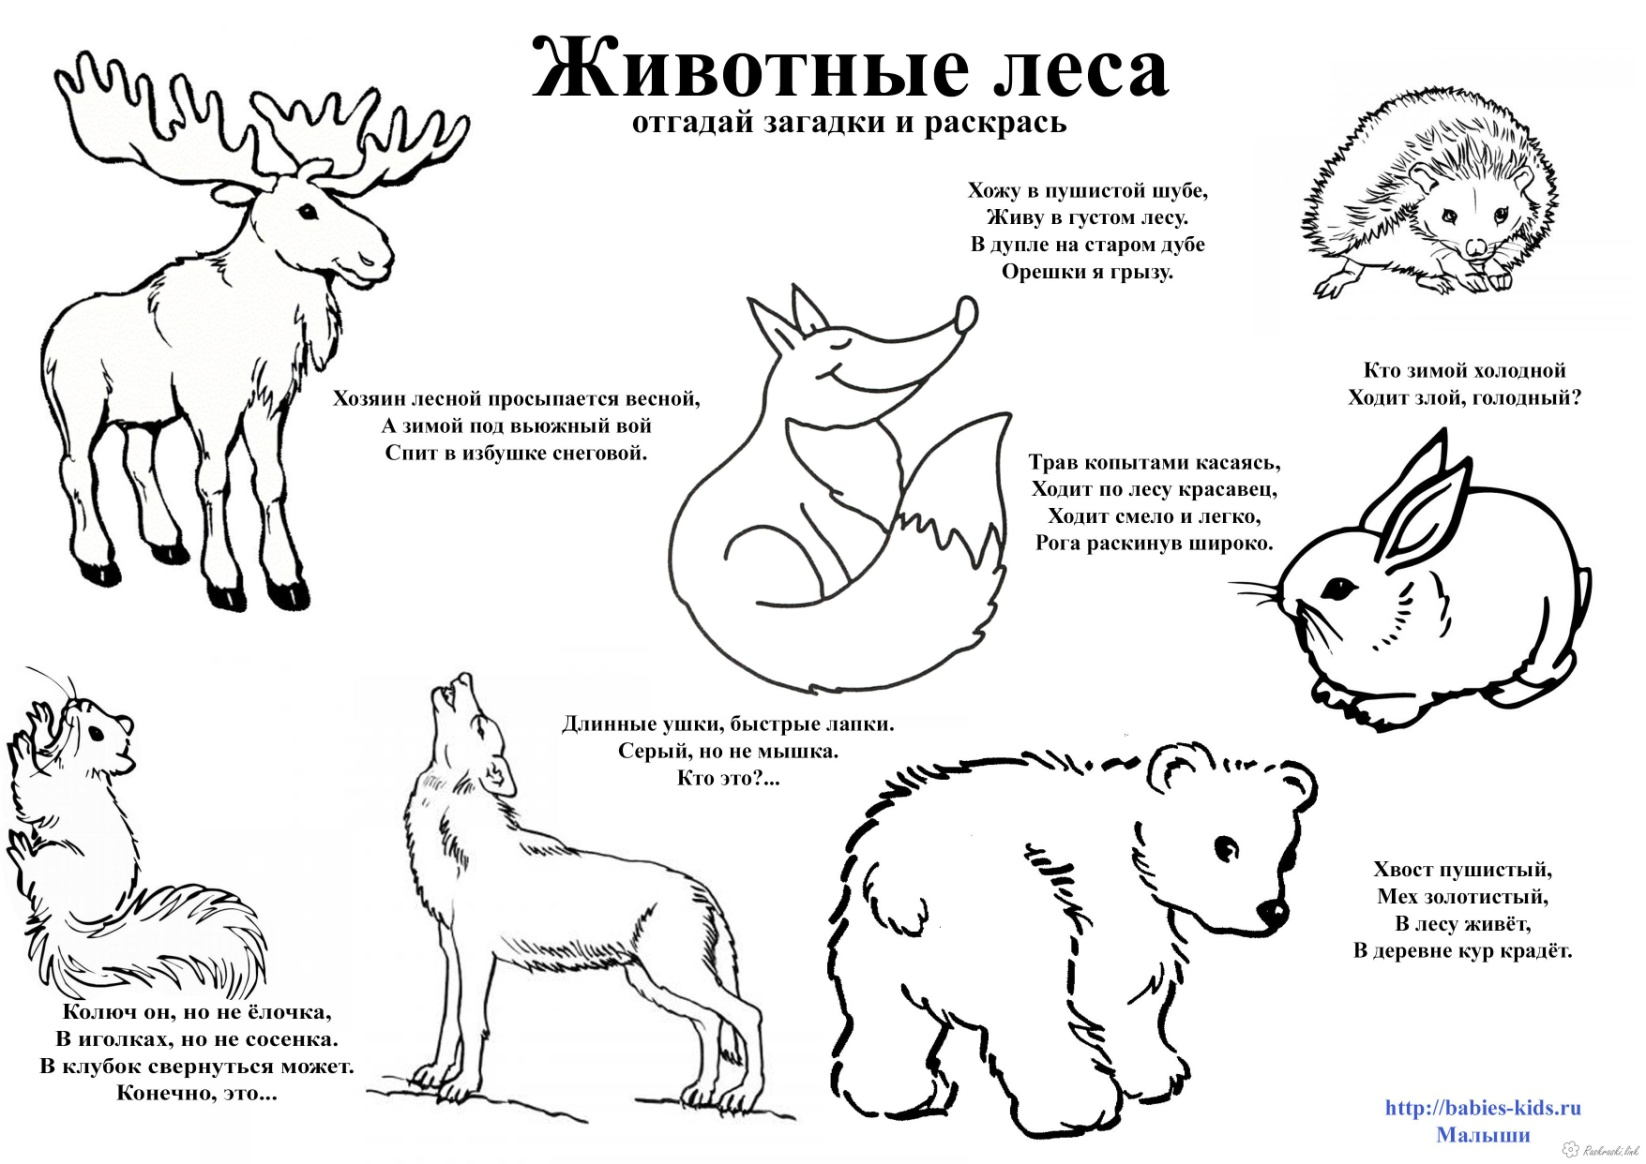 Животные леса
отгадай загадки и раскрась
Хожу в пушистой шубе,
Живу в густом лесу.
В дупле на старом дубе
Орешки я грызу.
Кто зимой холодной
Ходит злой, голодный?
Хозяин лесной просыпается весной,
А зимой под вьюжный вой
Спит в избушке снеговой.
Трав копытами касаясь,
Ходит по лесу красавец,
Ходит смело и легко,
Рога раскинув широко.
Длинные ушки, быстрые лапки.
Серый, но не мышка.
Кто это?...
Хвост пушистый,
Мех золотистый,
В лесу живёт,
В деревне кур крадёт.
Колюч он, но не ёлочка,
В иголках, но не сосенка.
В клубок свернуться может.
Конечно, это...
http://babies-kids.ru
Малыши
Raskraski.link